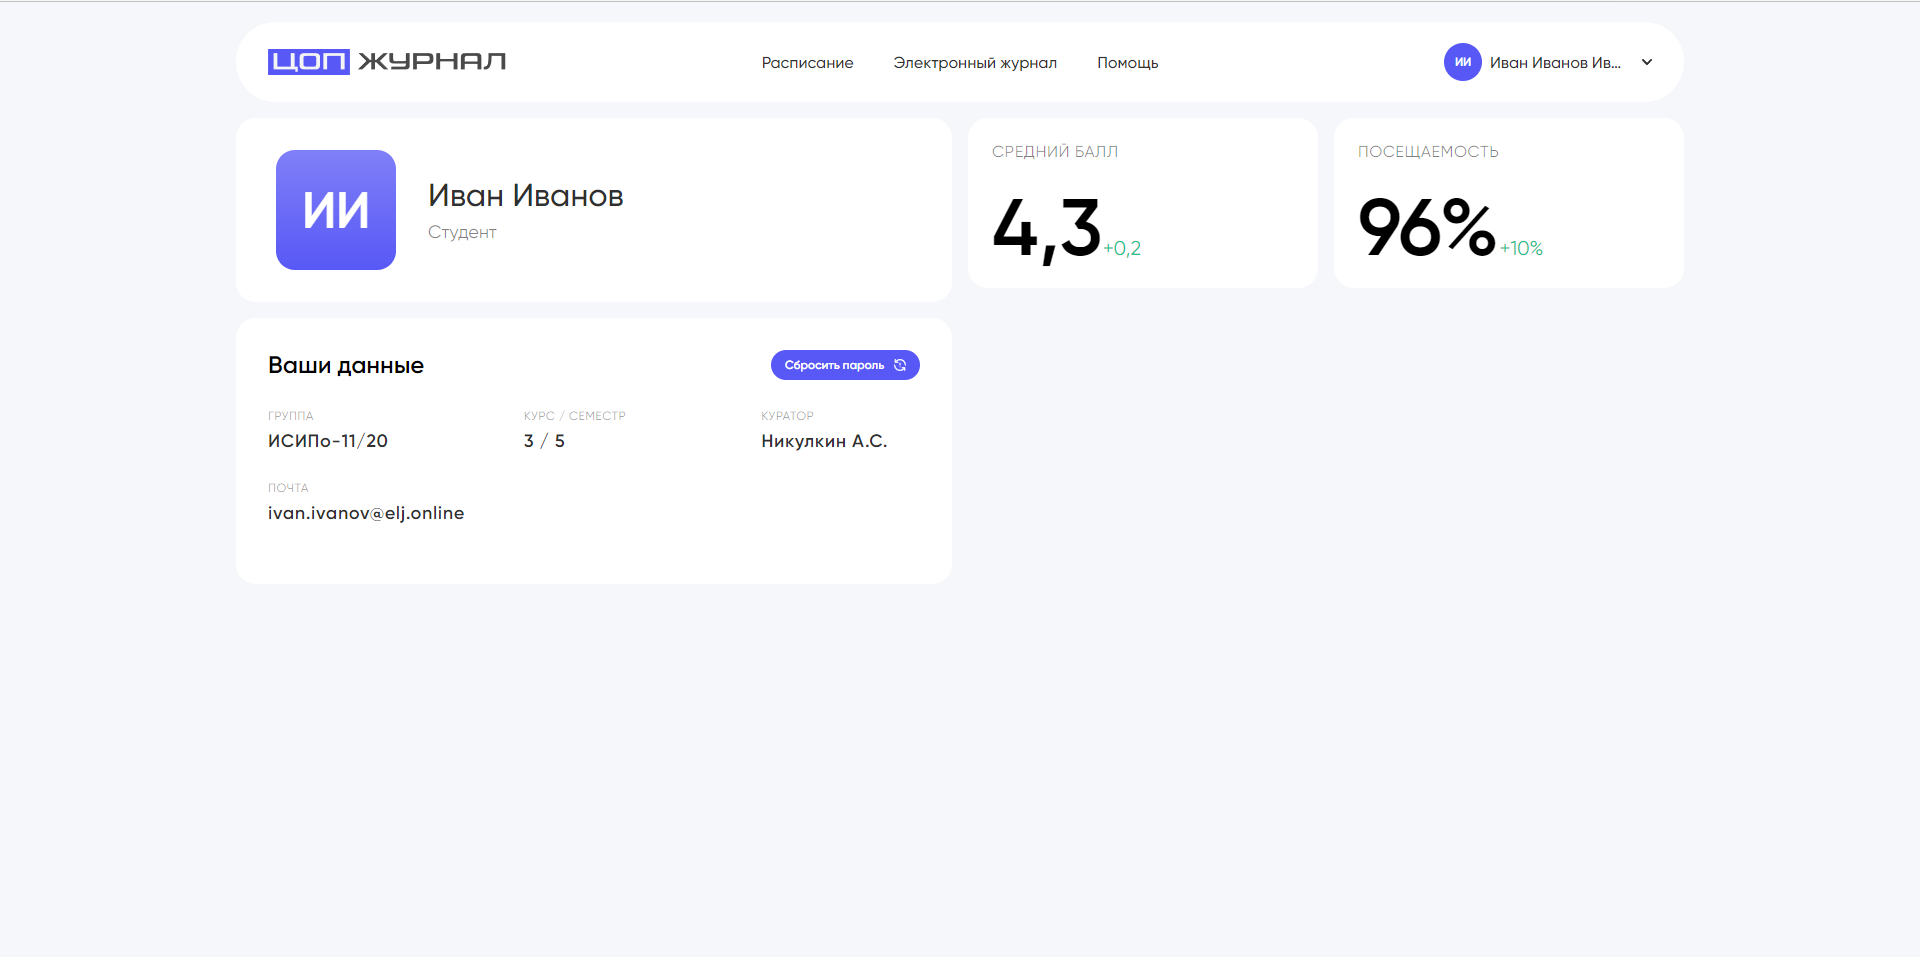 ЦОП ЖУРНАЛ
Расписание
Электронный журнал
Помощь
ИИ
Иван Иванов Ив...
ИИ
Иван Иванов
Студент
СРЕДНИЙ БАЛЛ
4,3 +0,2
ПОСЕЩАЕМОСТЬ
96% +10%
Ваши данные
Сбросить пароль
ГРУППА
ИСИПо-11/20
КУРС / СЕМЕСТР
3 / 5
КУРАТОР
Никулкин А.С.
ПОЧТА
ivan.ivanov@elj.online